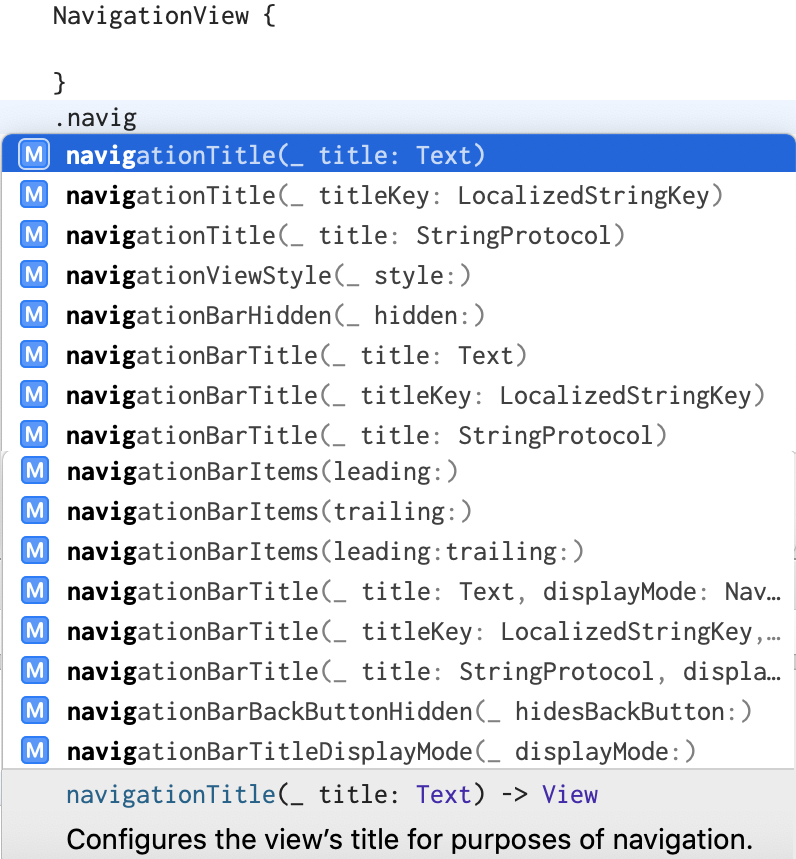 NavigationView {
}
.navig
M navigationTitle(_ title: Text)
M navigationTitle(_ titleKey: LocalizedStringKey)
M navigationTitle(_ title: StringProtocol)
M navigationViewStyle(_ style:)
M navigationBarHidden(_ hidden:)
M navigationBarTitle(_ title: Text)
M navigationBarTitle(_ titleKey: LocalizedStringKey)
M navigationBarTitle(_ title: StringProtocol)
M navigationBarItems(leading:)
M navigationBarItems(trailing:)
M navigationBarItems(leading:trailing:)
M navigationBarTitle(_ title: Text, displayMode: Nav…
M navigationBarTitle(_ titleKey: LocalizedStringKey,…
M navigationBarTitle(_ title: StringProtocol, displa…
M navigationBarBackButtonHidden(_ hidesBackButton:)
M navigationBarTitleDisplayMode(_ displayMode:)
navigationTitle(_ title: Text) -> View
Configures the view’s title for purposes of navigation.